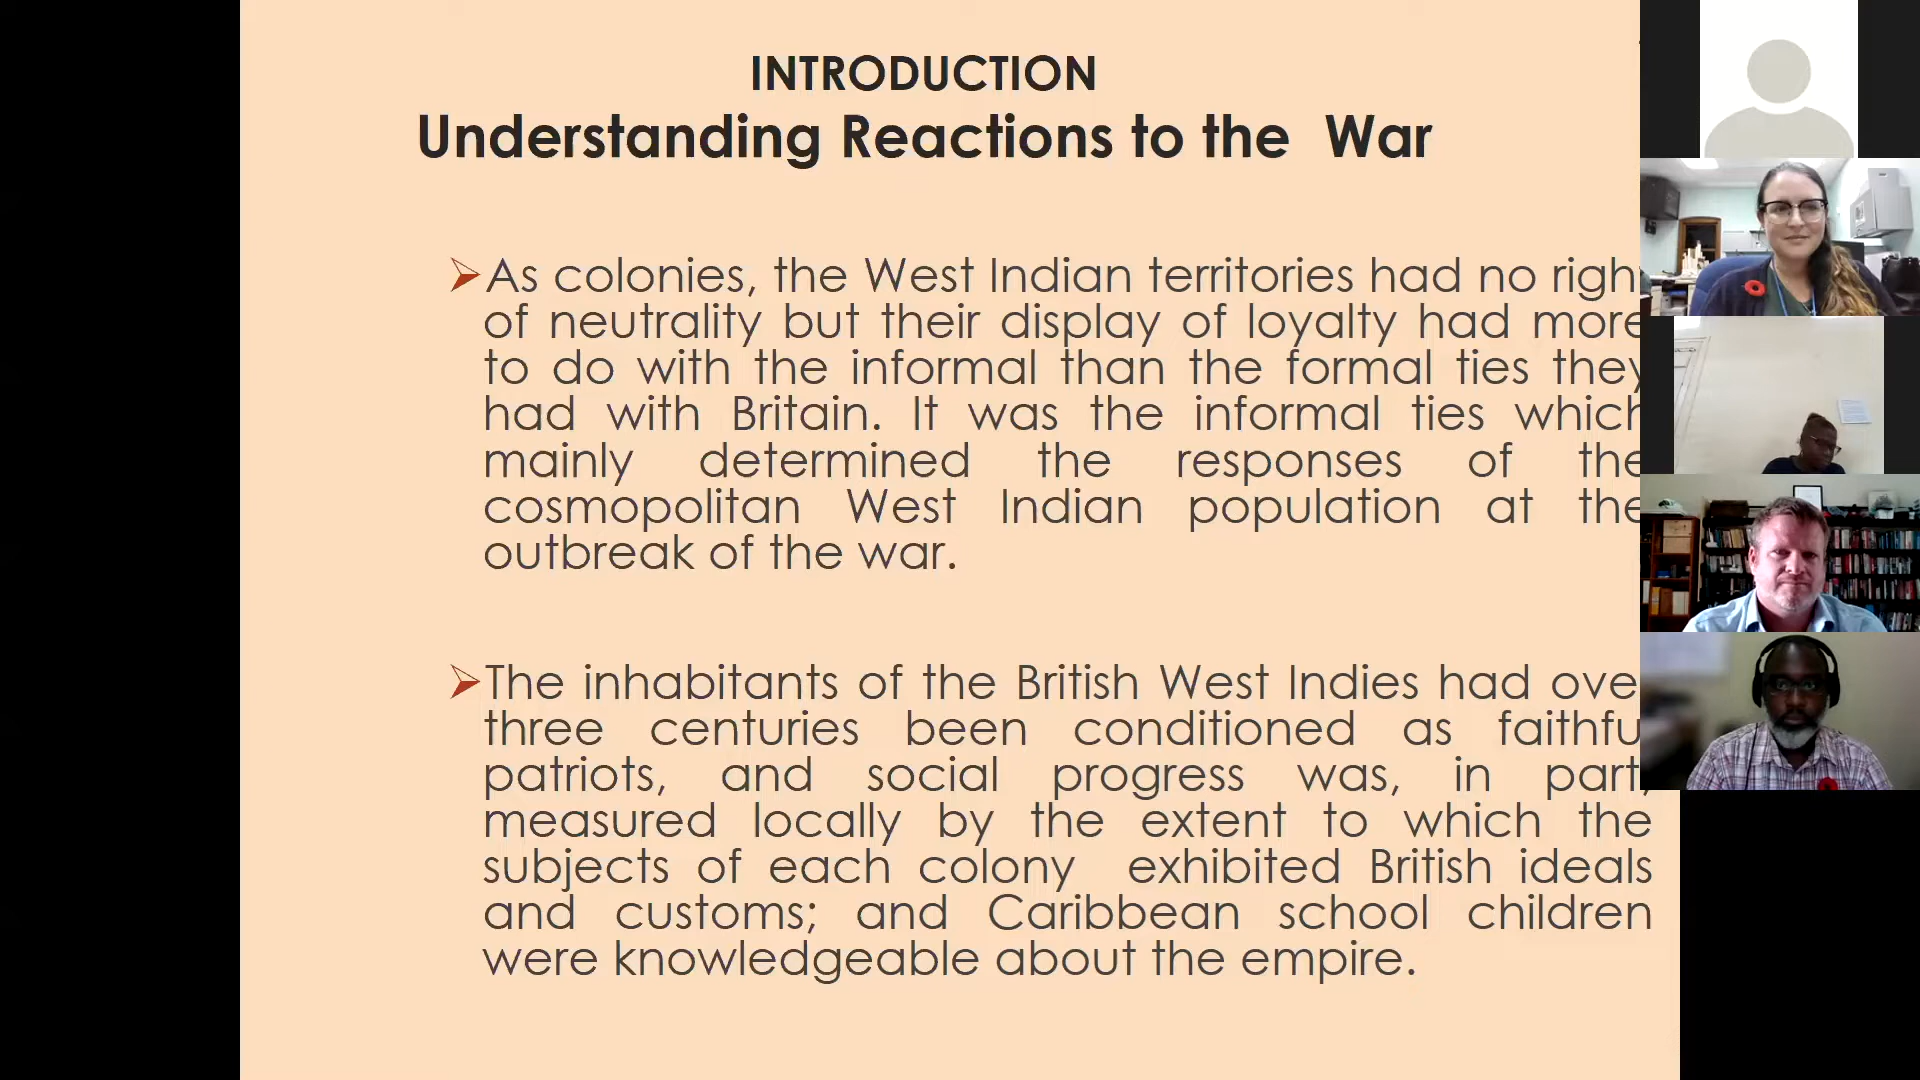 INTRODUCTION
Understanding Reactions to the War
As colonies, the West Indian territories had no righ
of neutrality but their display of loyalty had more
to do with the informal than the formal ties they
had with Britain. It was the informal ties which
mainly determined the responses of the
cosmopolitan West Indian population at the
outbreak of the war.
The inhabitants of the British West Indies had ove
three centuries been conditioned as faithfu
patriots, and social progress was, in part,
measured locally by the extent to which the
subjects of each colony exhibited British ideals
and customs; and Caribbean school children
were knowledgeable about the empire.